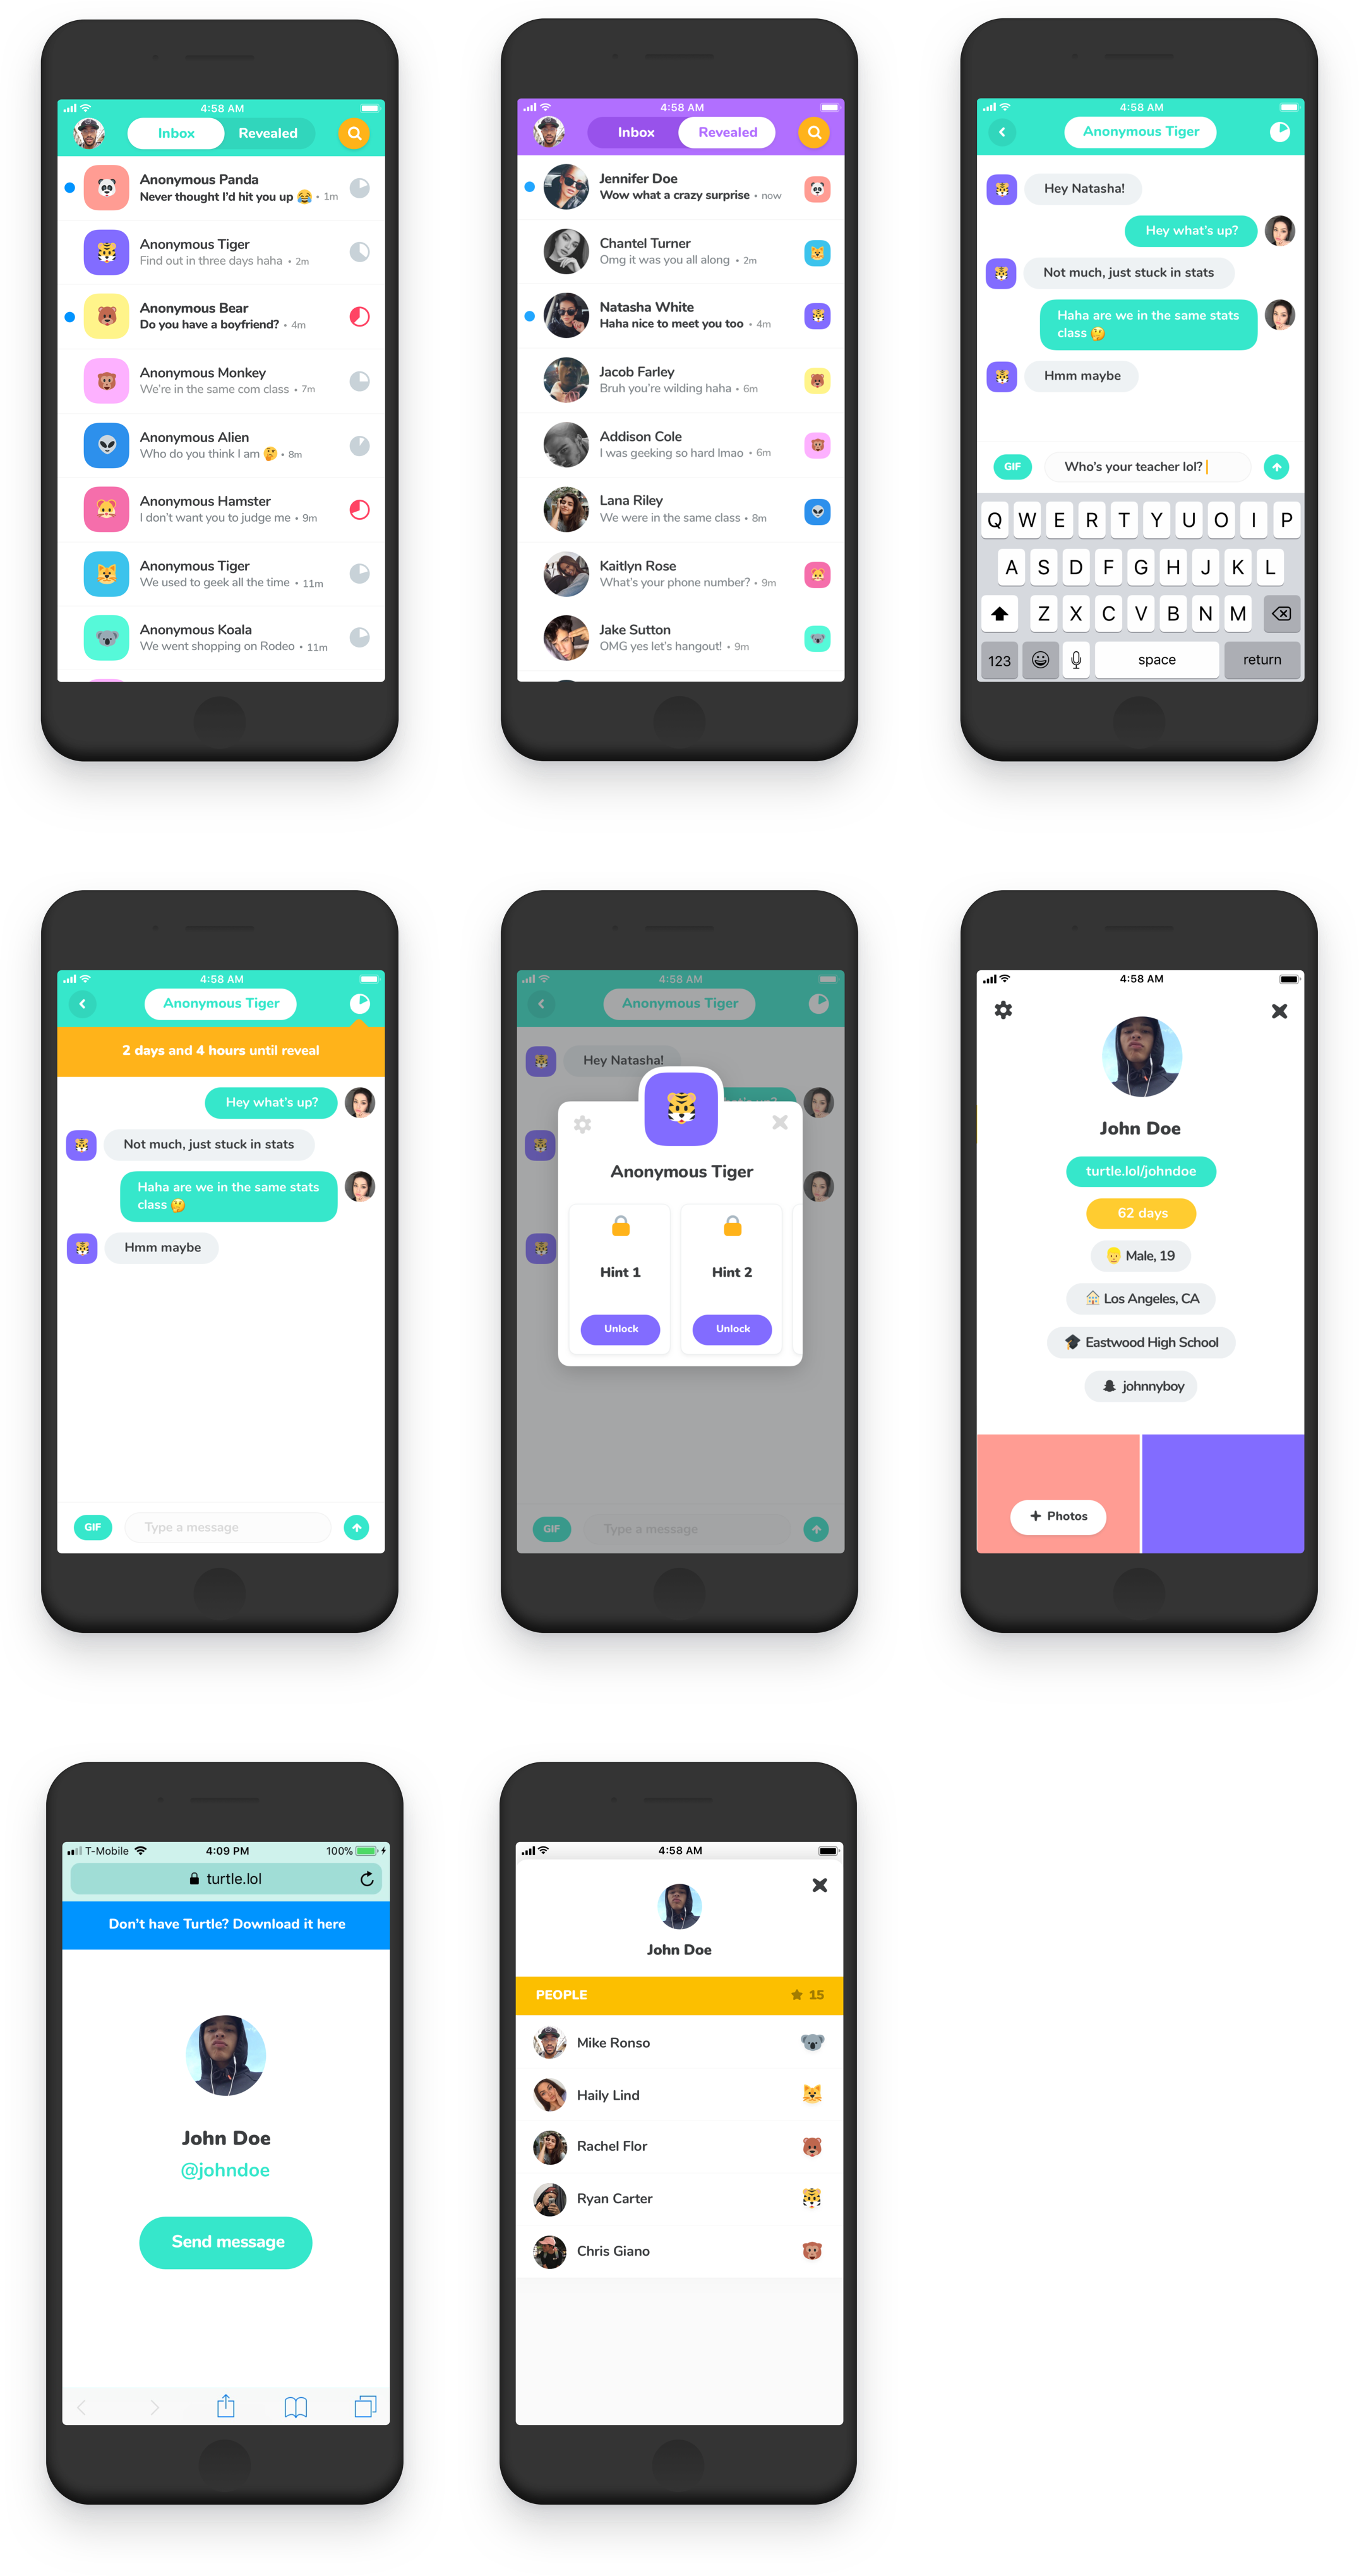 4:58 AM
Inbox Revealed
Anonymous Panda
Never thought I'd hit you up 😂 • 1m
Anonymous Tiger
Find out in three days haha • 2m
Anonymous Bear
Do you have a boyfriend? • 4m
Anonymous Monkey
We're in the same com class • 7m
Anonymous Alien
Who do you think I am 🤔 • 8m
Anonymous Hamster
I don't want you to judge me • 9m
Anonymous Tiger
We used to geek all the time • 11m
Anonymous Koala
We went shopping on Rodeo • 11m
4:58 AM
Inbox Revealed
Jennifer Doe
Wow what a crazy surprise • now
Chantel Turner
Omg it was you all along • 2m
Natasha White
Haha nice to meet you too • 4m
Jacob Farley
Bruh you're wilding haha • 6m
Addison Cole
I was geeking so hard lmao • 6m
Lana Riley
We were in the same class • 8m
Kaitlyn Rose
What's your phone number? • 9m
Jake Sutton
OMG yes let's hangout! • 9m
4:58 AM
Anonymous Tiger
Hey Natasha!
Hey what's up?
Not much, just stuck in stats
Haha are we in the same stats
class 🤔
Hmm maybe
GIF Who's your teacher lol?
Q W E R T Y U O I P
A S D F G H J K L
Z X C V B N M
123 space return
4:58 AM
Anonymous Tiger
2 days and 4 hours until reveal
Hey what's up?
Not much, just stuck in stats
Haha are we in the same stats
class 🤔
Hmm maybe
GIF Type a message
4:58 AM
Anonymous Tiger
Hey Natasha!
Anonymous Tiger
Hint 1 Hint 2
Unlock Unlock
GIF Type a message
4:58 AM
John Doe
turtle.lol/johndoe
62 days
Male, 19
Los Angeles, CA
Eastwood High School
johnnyboy
+ Photos
T-Mobile 4:09 PM 100%
turtle.lol
Don't have Turtle? Download it here
John Doe
@johndoe
Send message
4:58 AM
John Doe
PEOPLE ★ 15
Mike Ronso
Haily Lind
Rachel Flor
Ryan Carter
Chris Giano